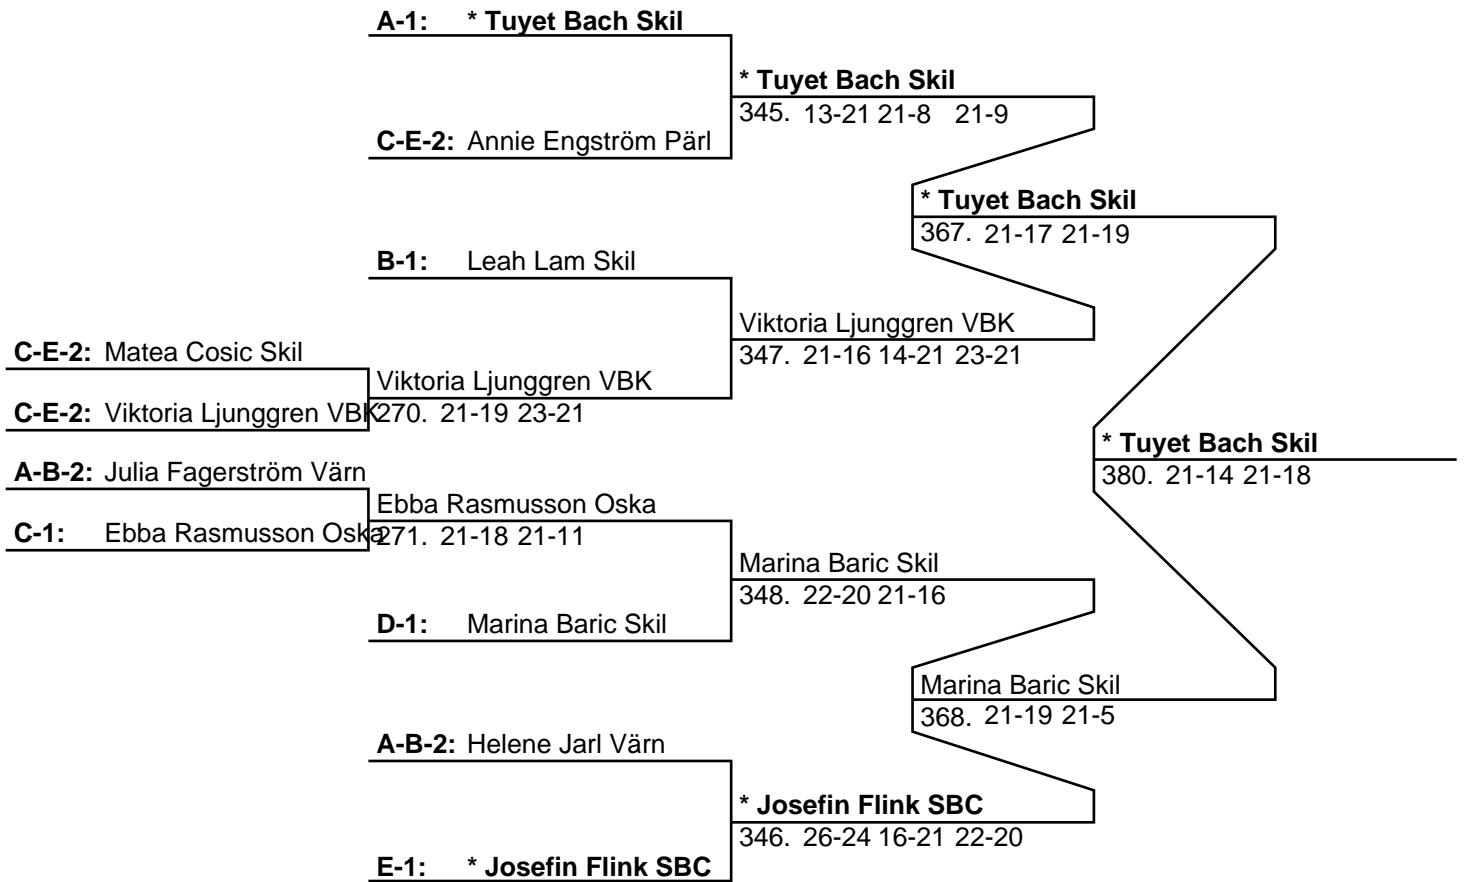 A-1: * Tuyet Bach Skil
* Tuyet Bach Skil
345. 13-21 21-8 21-9
C-E-2: Annie Engström Pärl
* Tuyet Bach Skil
367. 21-17 21-19
B-1: Leah Lam Skil
Viktoria Ljunggren VBK
347. 21-16 14-21 23-21
C-E-2: Matea Cosic Skil
Viktoria Ljunggren VBK
270. 21-19 23-21
C-E-2: Viktoria Ljunggren VBK
* Tuyet Bach Skil
380. 21-14 21-18
A-B-2: Julia Fagerström Värn
Ebba Rasmusson Oska
271. 21-18 21-11
C-1: Ebba Rasmusson Oska
Marina Baric Skil
348. 22-20 21-16
D-1: Marina Baric Skil
Marina Baric Skil
368. 21-19 21-5
A-B-2: Helene Jarl Värn
* Josefin Flink SBC
346. 26-24 16-21 22-20
E-1: * Josefin Flink SBC